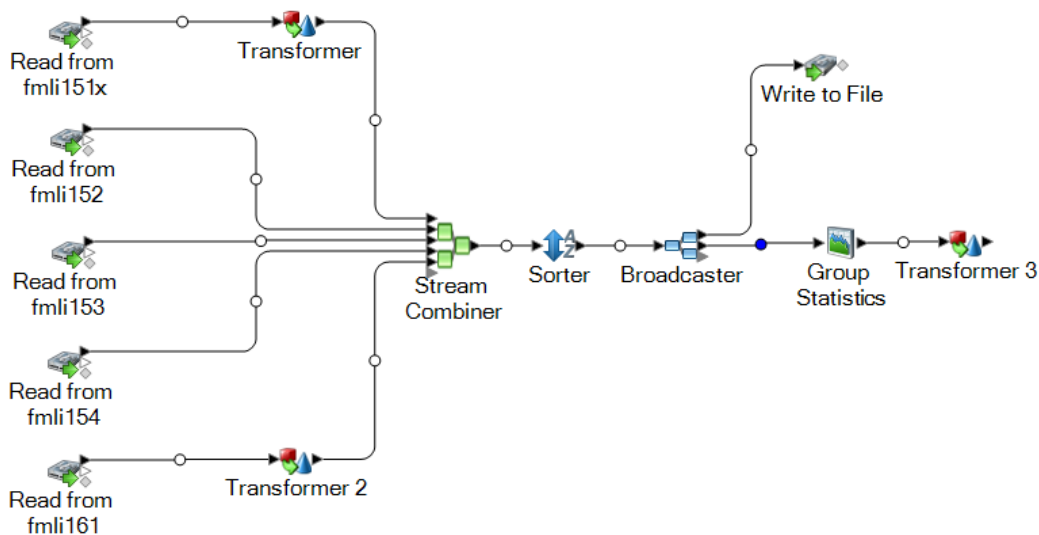 Read from
fmli151x
Transformer
Write to File
Read from
fmli152
Read from
fmli153
Stream
Combiner
Sorter
Broadcaster
Group
Statistics
Transformer 3
Read from
fmli154
Read from
fmli161
Transformer 2